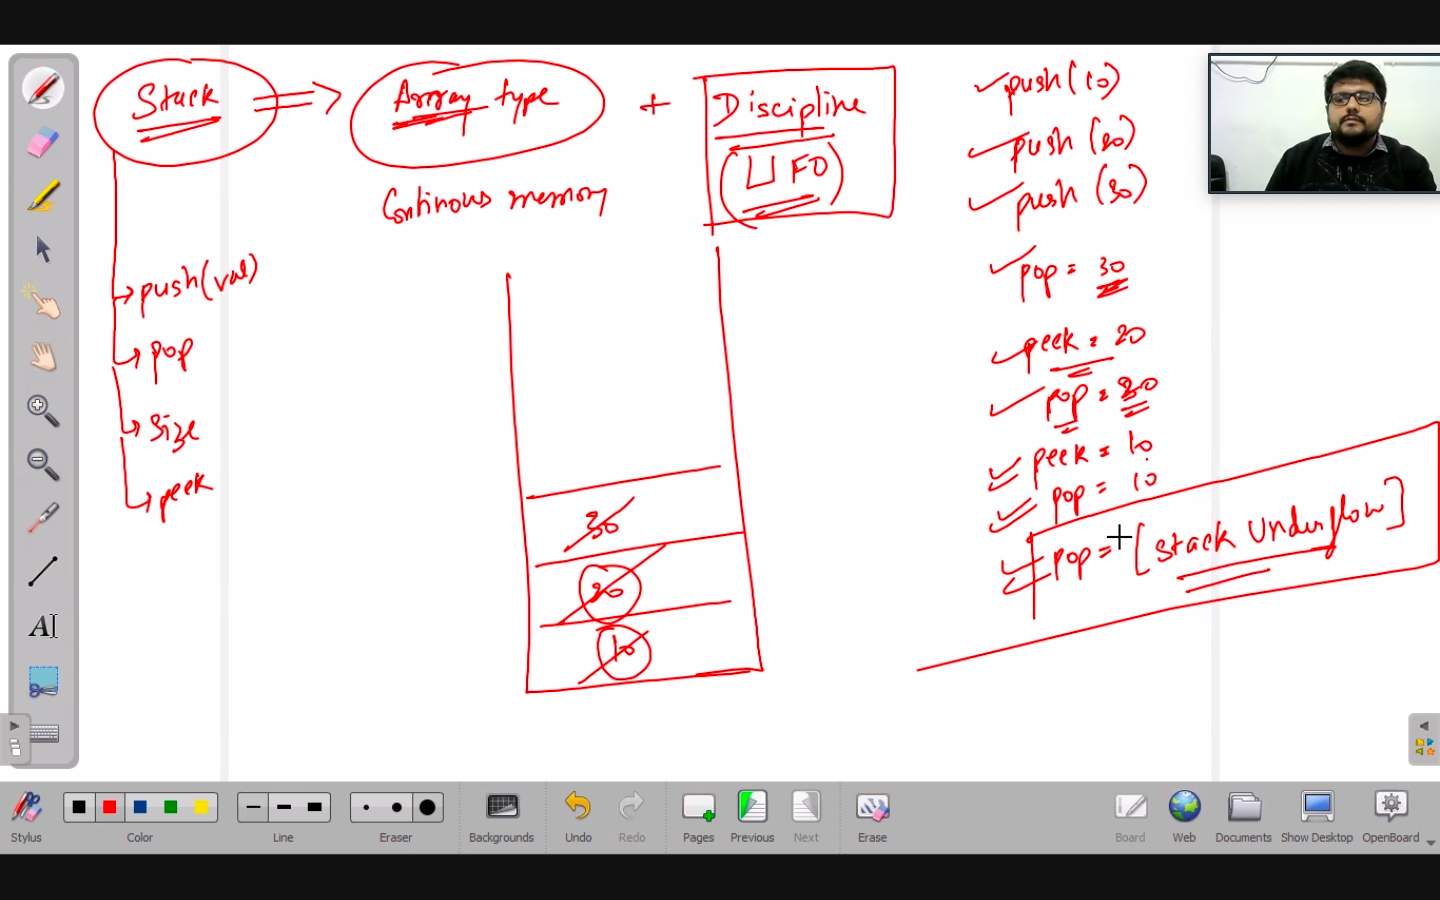 Stack => Array type + Discipline
(LIFO)
Continous memory
push(val)
pop
size
peek
30
20
10
push(10)
push(20)
push(30)
pop = 30
peek = 20
pop = 20
peek = 10
pop = 10
pop = [Stack Underflow]
A
Stylus
Color
Line
Eraser
Backgrounds
Undo
Redo
Pages
Previous
Next
Erase
Board
Web
Documents
Show Desktop
OpenBoard